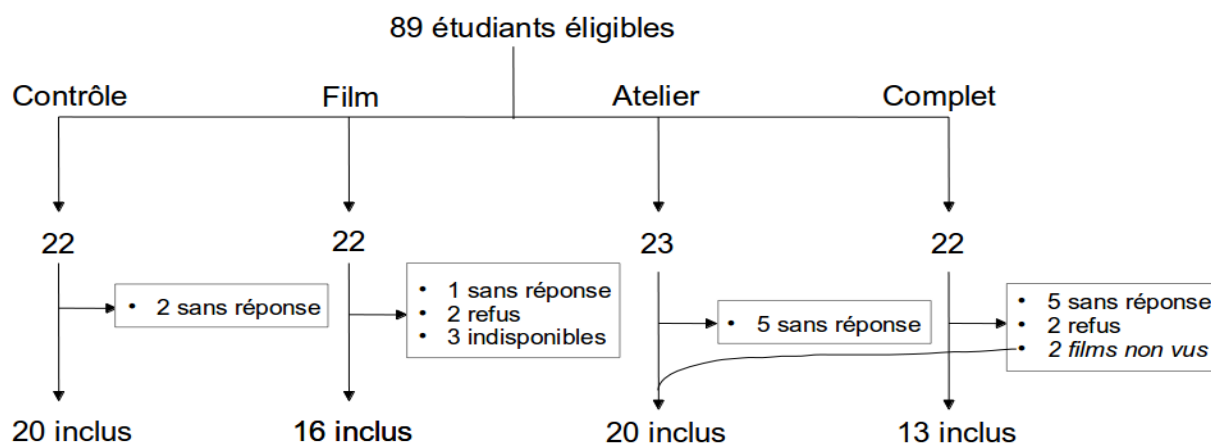 89 étudiants éligibles
Contrôle
Film
Atelier
Complet
22
22
23
22
• 2 sans réponse
• 1 sans réponse
• 2 refus
• 3 indisponibles
• 5 sans réponse
• 5 sans réponse
• 2 refus
• 2 films non vus
20 inclus
16 inclus
20 inclus
13 inclus